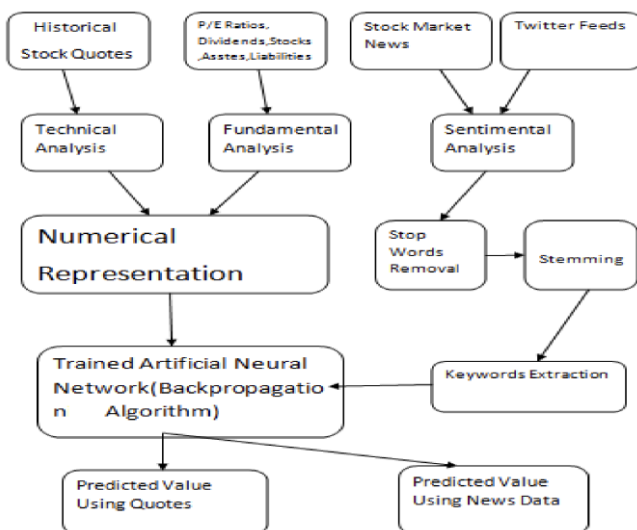 Historical
Stock Quotes
P/E Ratios,
Dividends,Stocks
,Asstes,Liabilities
Stock Market
News
Twitter Feeds
Technical
Analysis
Fundamental
Analysis
Sentimental
Analysis
Numerical
Representation
Stop
Words
Removal
Stemming
Trained Artificial Neural
Network(Backpropagatio
n Algorithm)
Keywords Extraction
Predicted Value
Using Quotes
Predicted Value
Using News Data